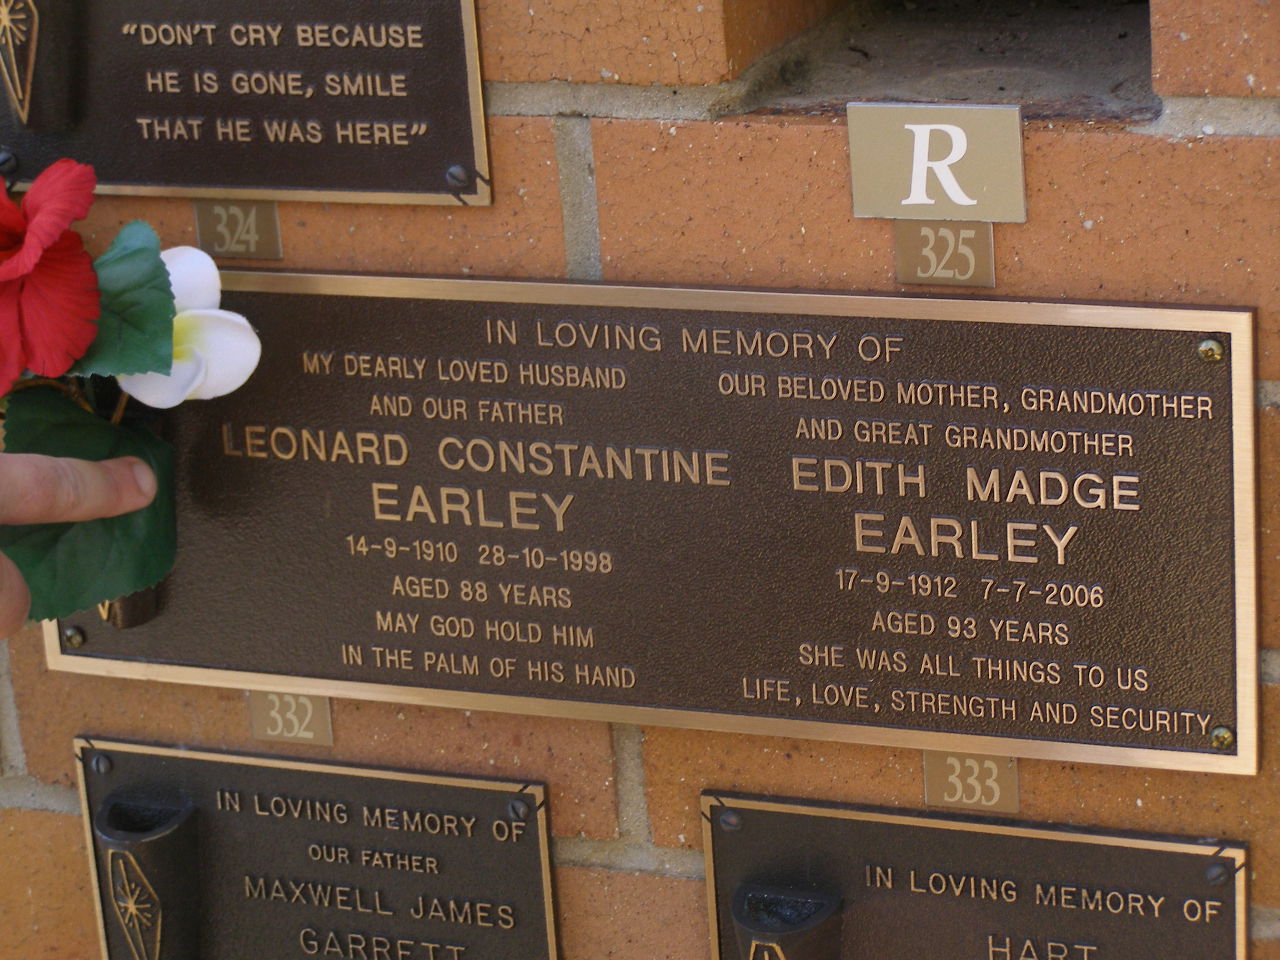 "DON'T CRY BECAUSE
HE IS GONE, SMILE
THAT HE WAS HERE"
R
324
325
IN LOVING MEMORY OF
MY DEARLY LOVED HUSBAND
AND OUR FATHER
LEONARD CONSTANTINE
EARLEY
14-9-1910 28-10-1998
AGED 88 YEARS
MAY GOD HOLD HIM
IN THE PALM OF HIS HAND
OUR BELOVED MOTHER, GRANDMOTHER
AND GREAT GRANDMOTHER
EDITH MADGE
EARLEY
17-9-1912 7-7-2006
AGED 93 YEARS
SHE WAS ALL THINGS TO US
LIFE, LOVE, STRENGTH AND SECURITY
332
333
IN LOVING MEMORY OF
OUR FATHER
MAXWELL JAMES
GARRETT
IN LOVING MEMORY OF
HART